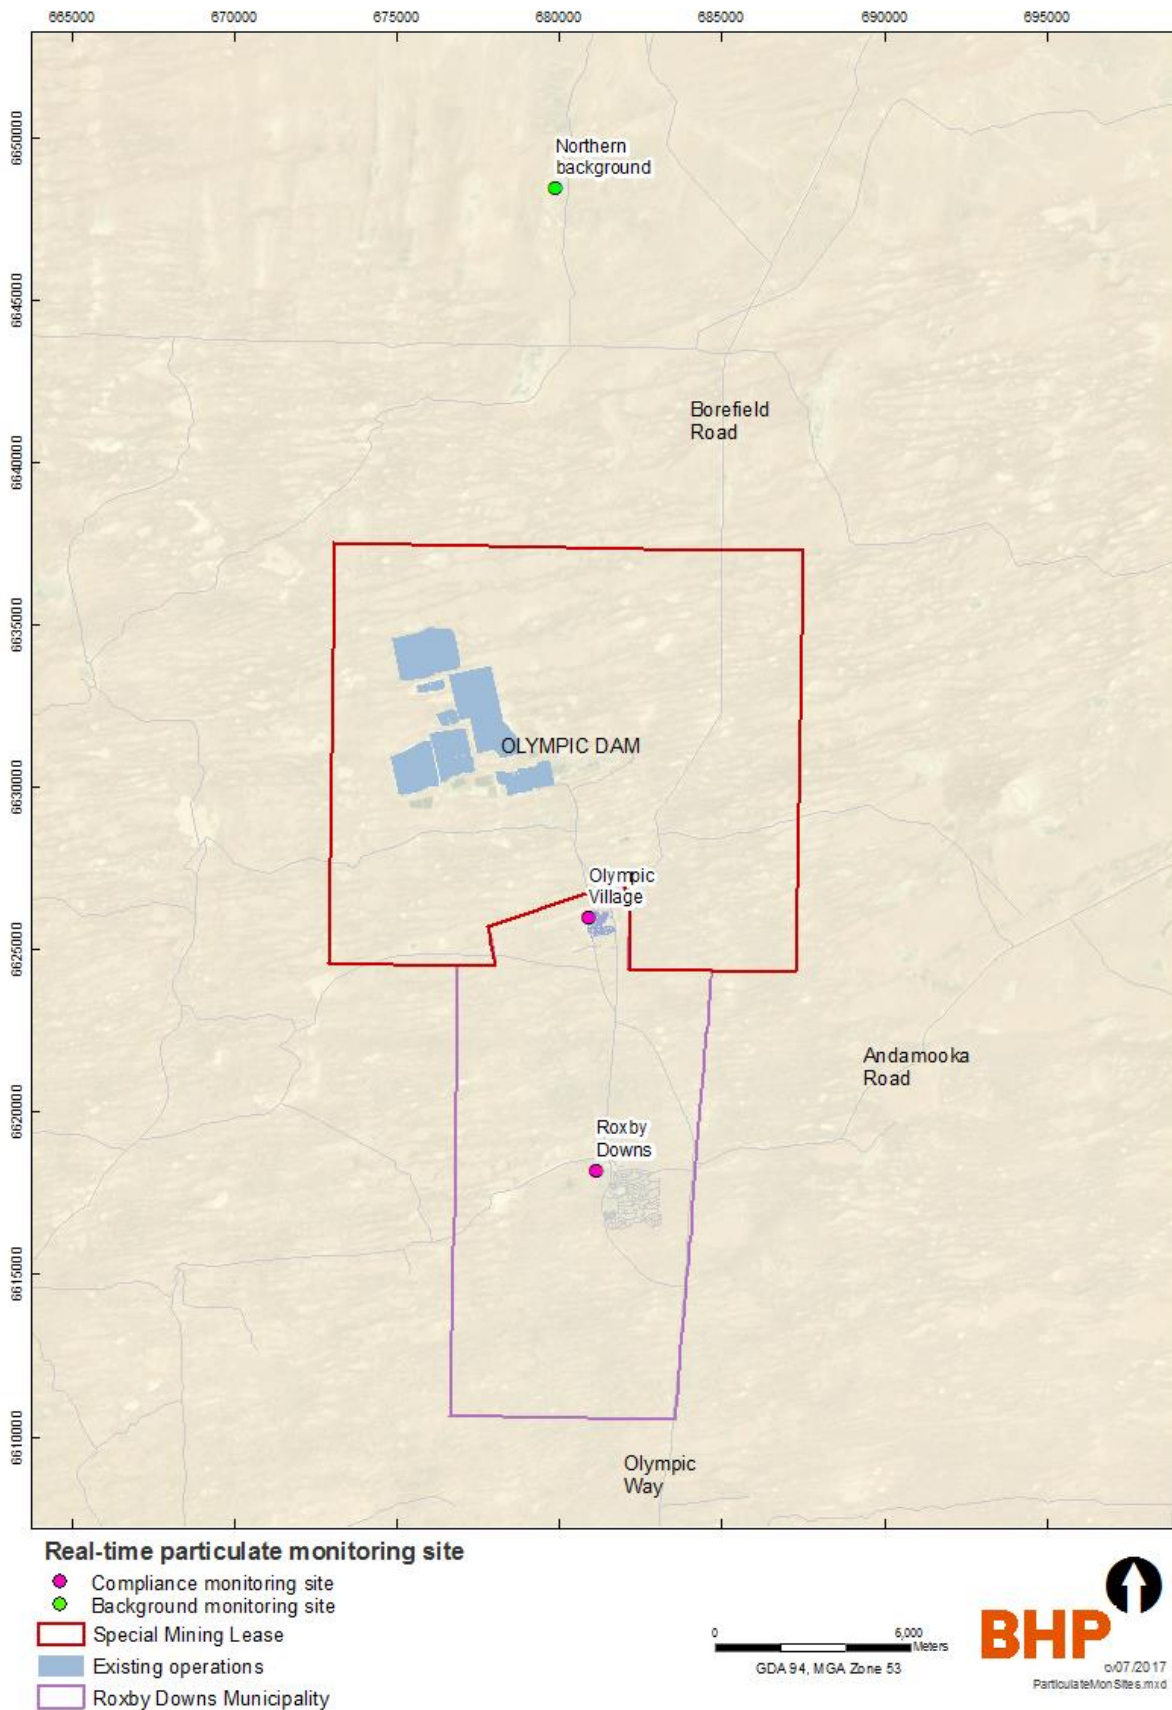 665000 670000 675000 680000 685000 690000 695000
6650000
6645000
6640000
6635000
6630000
6625000
6620000
6615000
6610000
Northern
background
Borefield
Road
OLYMPIC DAM
Olympic
Village
Andamooka
Road
Roxby
Downs
Olympic
Way
Real-time particulate monitoring site
Compliance monitoring site
Background monitoring site
Special Mining Lease
Existing operations
Roxby Downs Municipality
0 6,000
Meters
GDA 94, MGA Zone 53
BHP
/07/2017
ParticulateMonSites.mxd